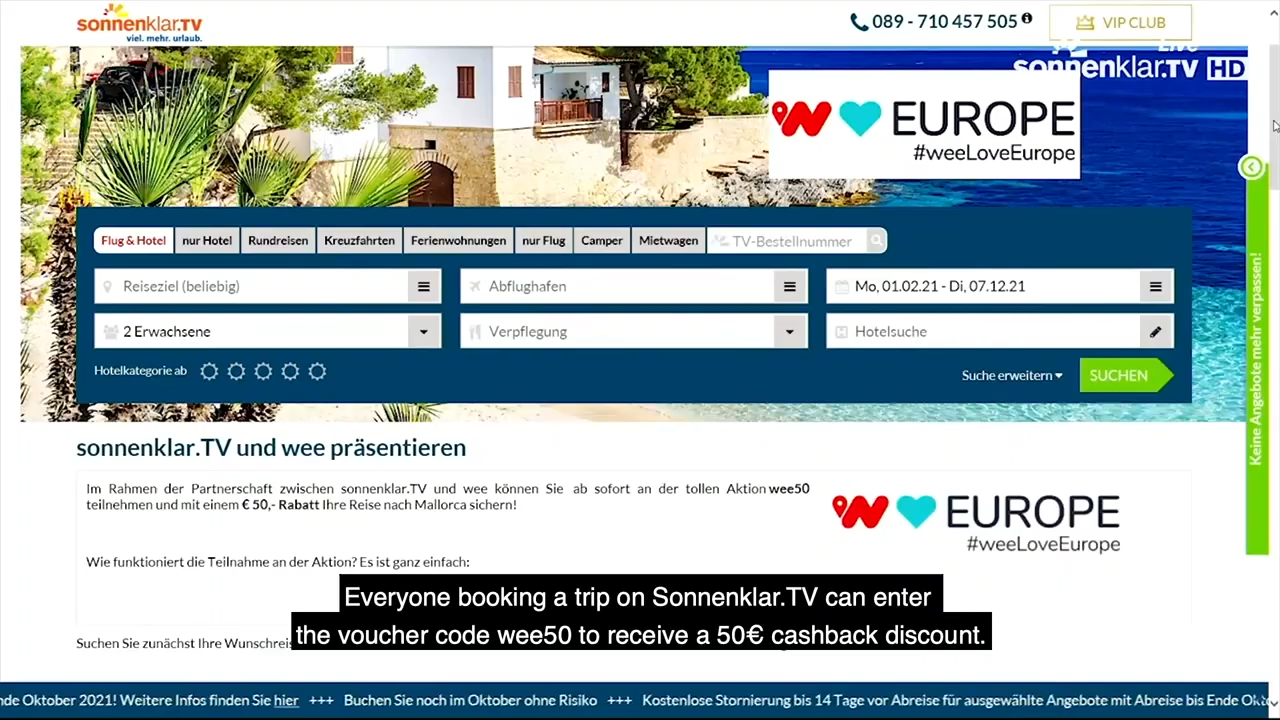 sonnenklar.TV
viel. mehr. urlaub.
089 - 710 457 505
VIP CLUB
LIVE
sonnenklar.TV HD
EUROPE
#weeLoveEurope
Flug & Hotel nur Hotel Rundreisen Kreuzfahrten Ferienwohnungen nur Flug Camper Mietwagen TV-Bestellnummer
Reiseziel (beliebig) Abflughafen Mo, 01.02.21 - Di, 07.12.21
2 Erwachsene Verpflegung Hotelsuche
Hotelkategorie ab Suche erweitern SUCHEN
Keine Angebote mehr verpassen!
sonnenklar.TV und wee präsentieren
Im Rahmen der Partnerschaft zwischen sonnenklar.TV und wee können Sie ab sofort an der tollen Aktion wee50
teilnehmen und mit einem € 50,- Rabatt Ihre Reise nach Mallorca sichern!
EUROPE
#weeLoveEurope
Wie funktioniert die Teilnahme an der Aktion? Es ist ganz einfach:
Everyone booking a trip on Sonnenklar.TV can enter
the voucher code wee50 to receive a 50€ cashback discount.
Suchen Sie zunächst Ihre Wunschreis
nde Oktober 2021! Weitere Infos finden Sie hier +++ Buchen Sie noch im Oktober ohne Risiko +++ Kostenlose Stornierung bis 14 Tage vor Abreise für ausgewählte Angebote mit Abreise bis Ende Okto